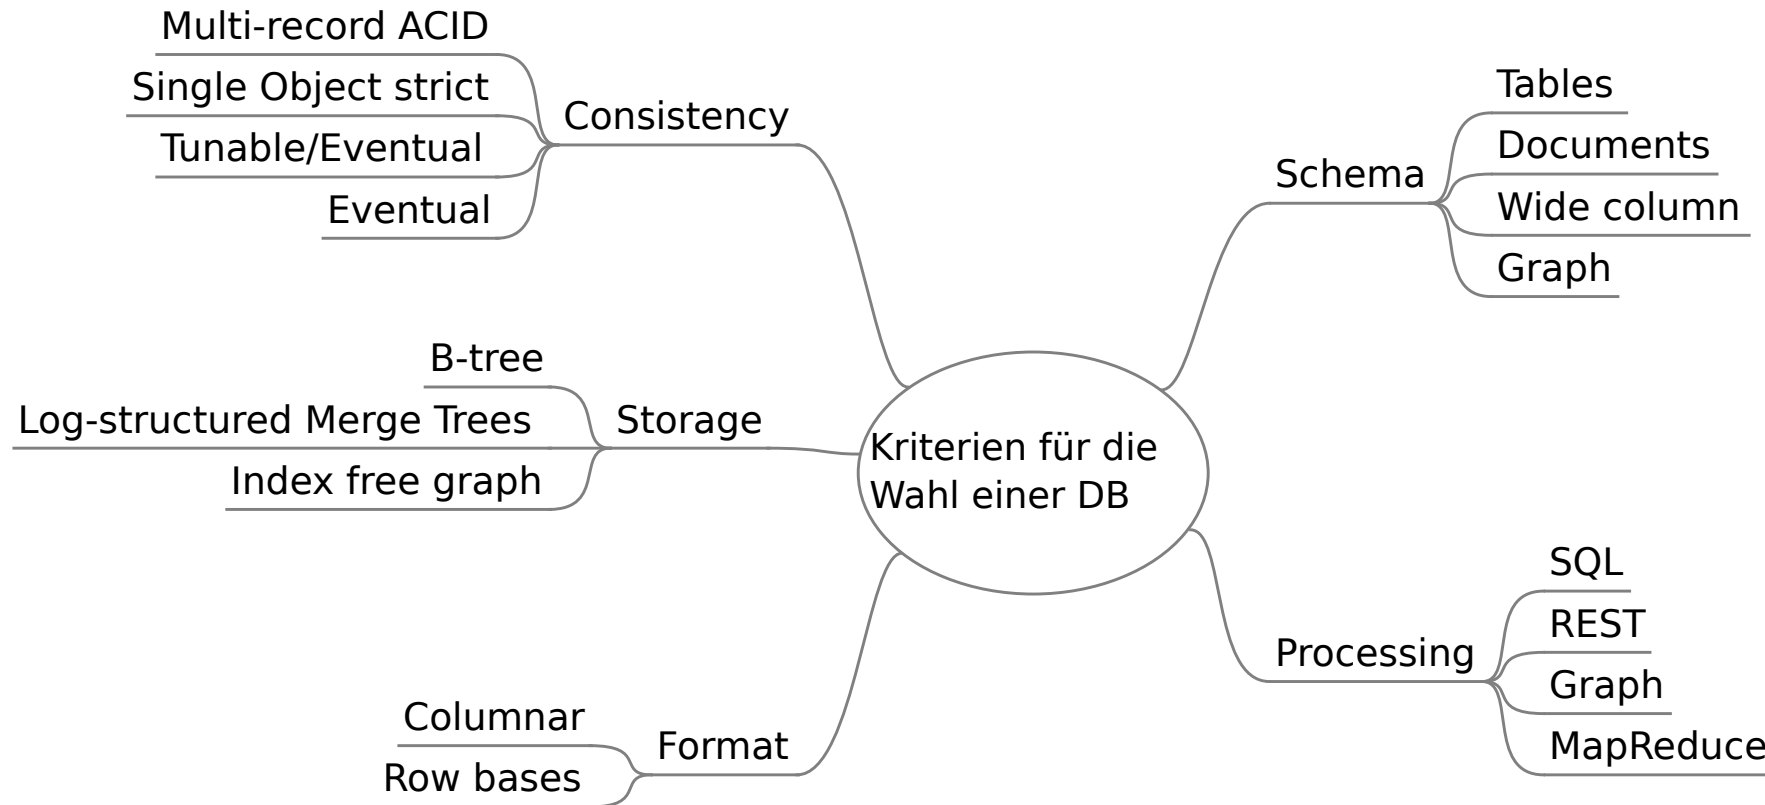 Multi-record ACID
Single Object strict
Tunable/Eventual
Eventual
Consistency
B-tree
Log-structured Merge Trees
Index free graph
Storage
Columnar
Row bases
Format
Kriterien für die
Wahl einer DB
Schema
Tables
Documents
Wide column
Graph
Processing
SQL
REST
Graph
MapReduce